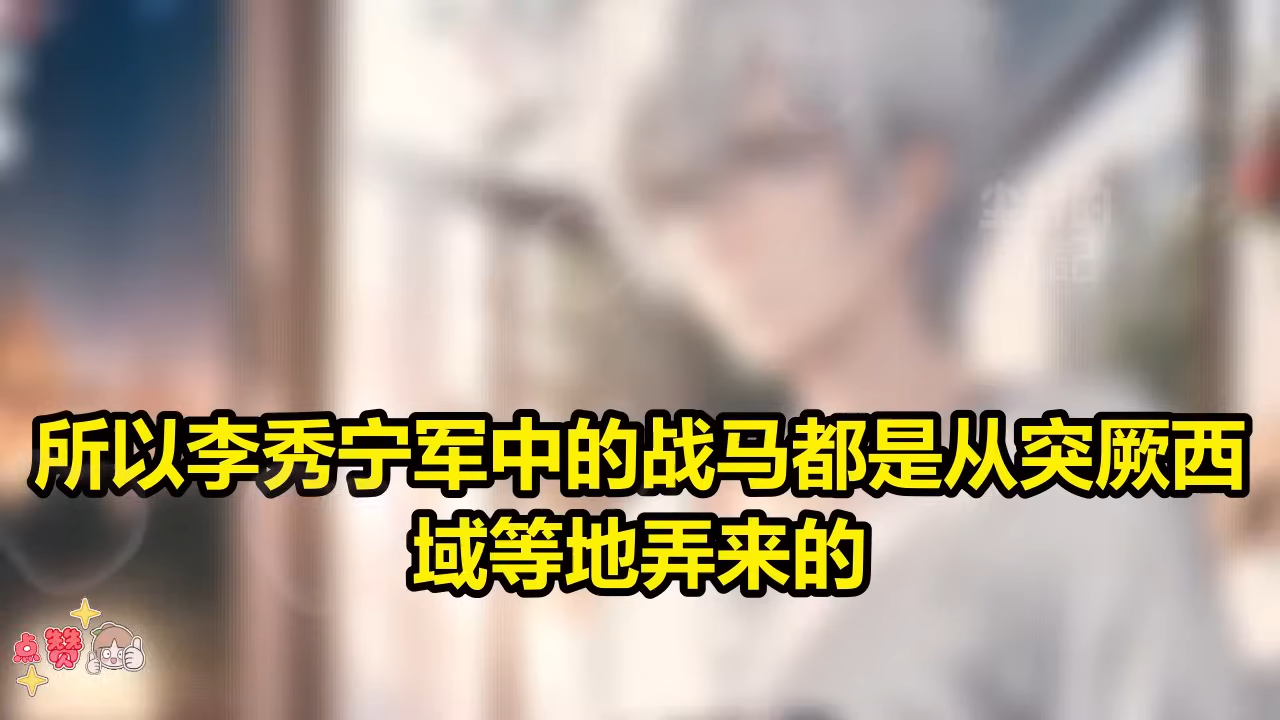 所以李秀宁军中的战马都是从突厥西
域等地弄来的
点赞